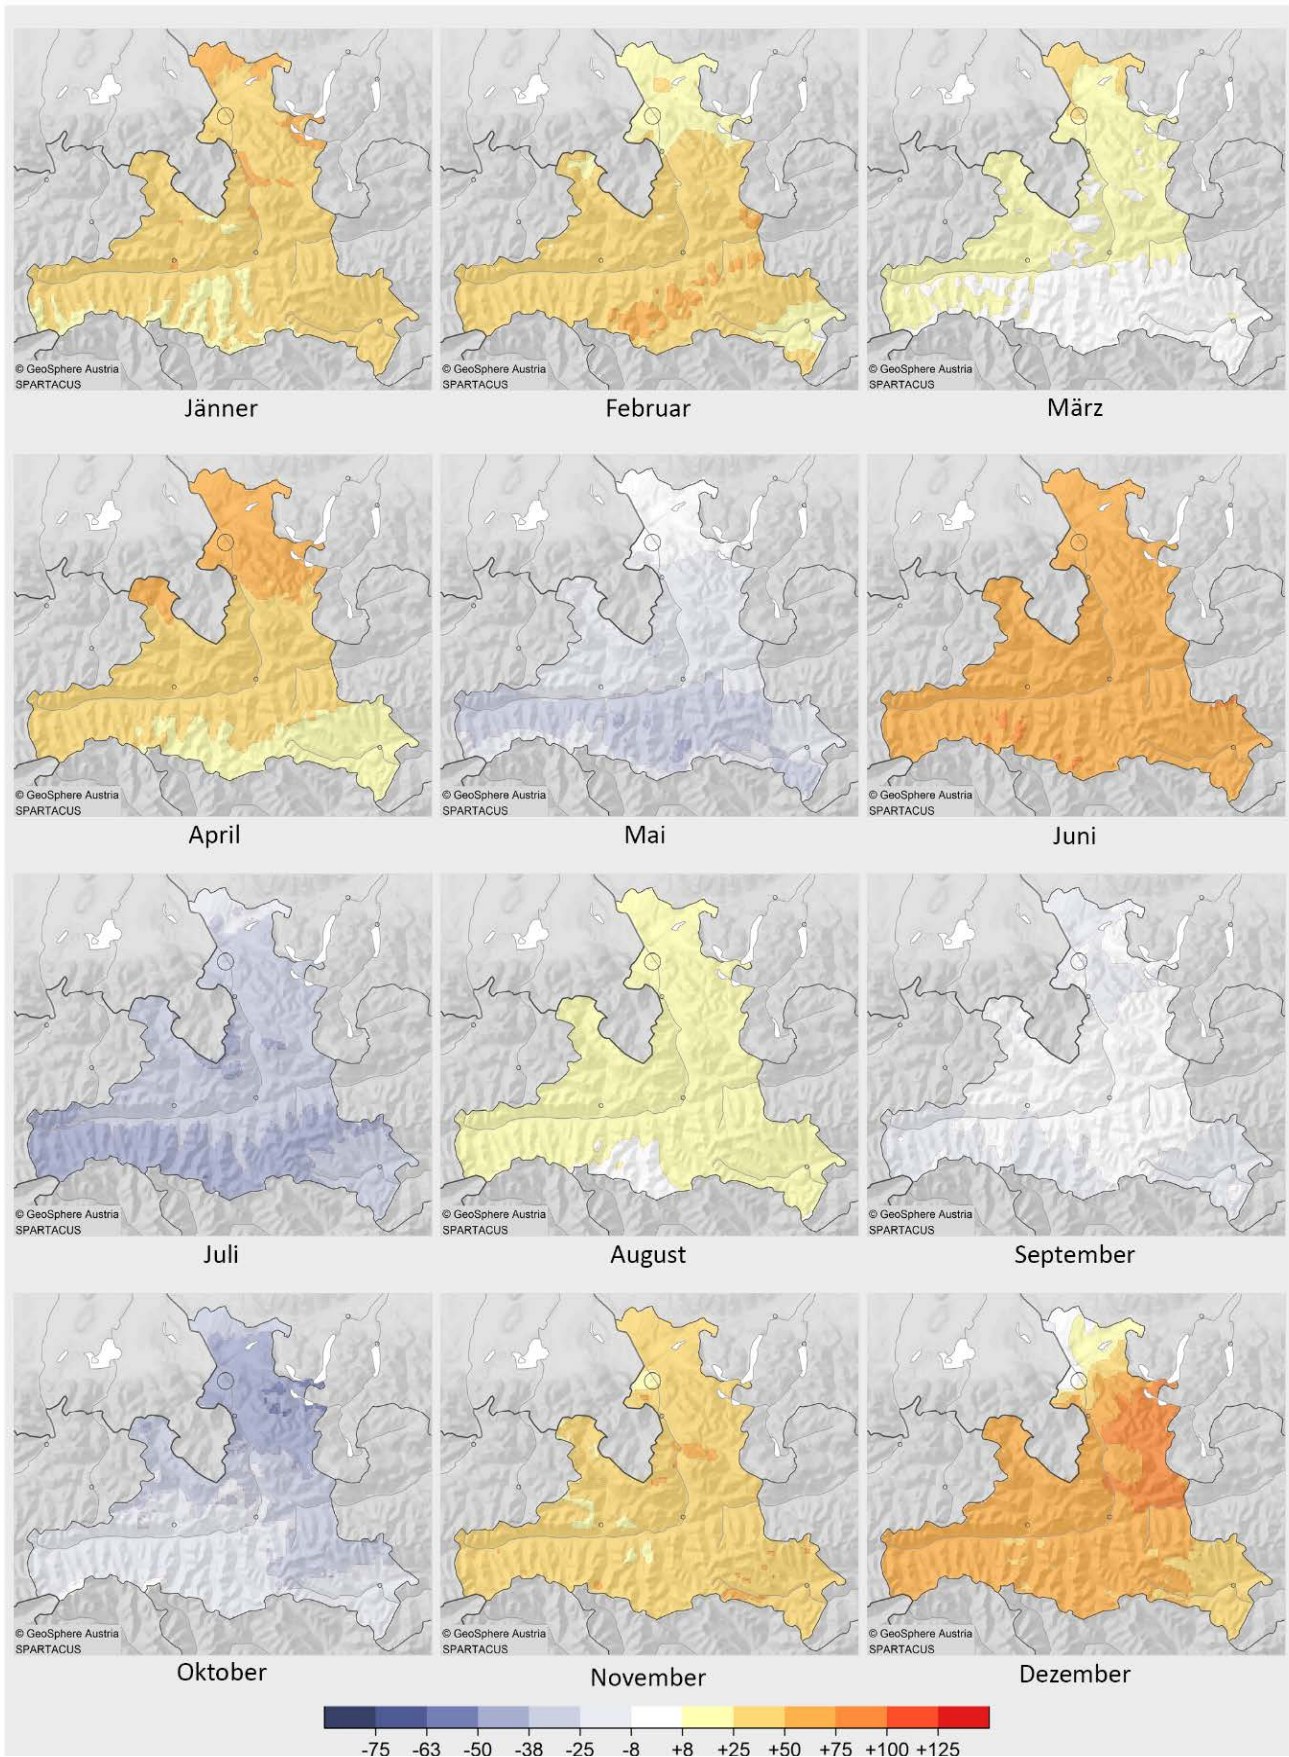 © GeoSphere Austria
SPARTACUS
Jänner
© GeoSphere Austria
SPARTACUS
Februar
© GeoSphere Austria
SPARTACUS
März
© GeoSphere Austria
SPARTACUS
April
© GeoSphere Austria
SPARTACUS
Mai
© GeoSphere Austria
SPARTACUS
Juni
© GeoSphere Austria
SPARTACUS
Juli
© GeoSphere Austria
SPARTACUS
August
© GeoSphere Austria
SPARTACUS
September
© GeoSphere Austria
SPARTACUS
Oktober
© GeoSphere Austria
SPARTACUS
November
© GeoSphere Austria
SPARTACUS
Dezember
-75 -63 -50 -38 -25 -8 +8 +25 +50 +75 +100 +125